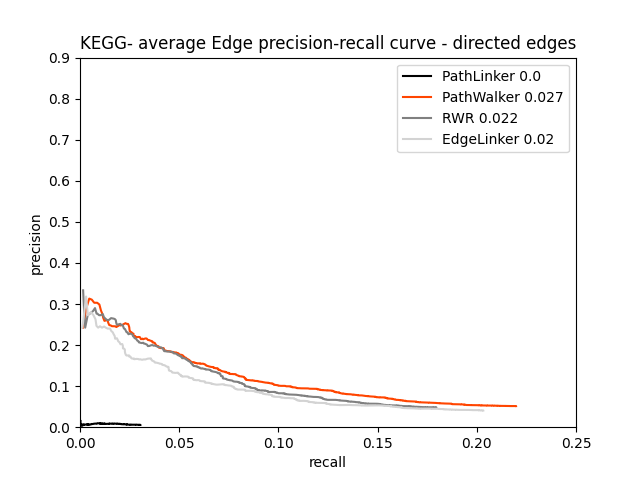 KEGG- average Edge precision-recall curve - directed edges
PathLinker 0.0
PathWalker 0.027
RWR 0.022
EdgeLinker 0.02
precision
0.9
0.8
0.7
0.6
0.5
0.4
0.3
0.2
0.1
0.0
0.00 0.05 0.10 0.15 0.20 0.25
recall